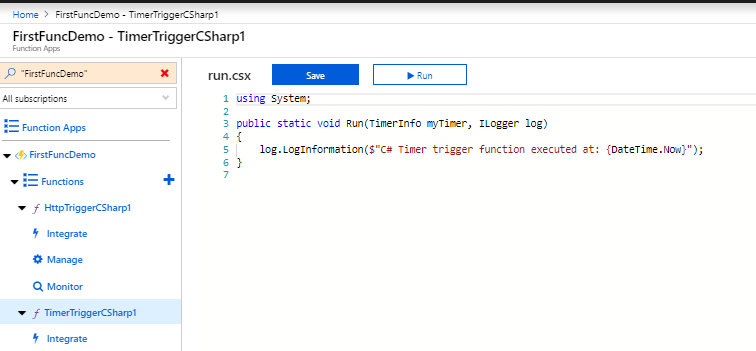 Home > FirstFuncDemo - TimerTriggerCSharp1
FirstFuncDemo - TimerTriggerCSharp1
Function Apps
"FirstFuncDemo"
All subscriptions
Function Apps
FirstFuncDemo
Functions
HttpTriggerCSharp1
Integrate
Manage
Monitor
TimerTriggerCSharp1
Integrate
run.csx Save Run
1 using System;
2
3 public static void Run(TimerInfo myTimer, ILogger log)
4 {
5 log.LogInformation($"C# Timer trigger function executed at: {DateTime.Now}");
6 }
7